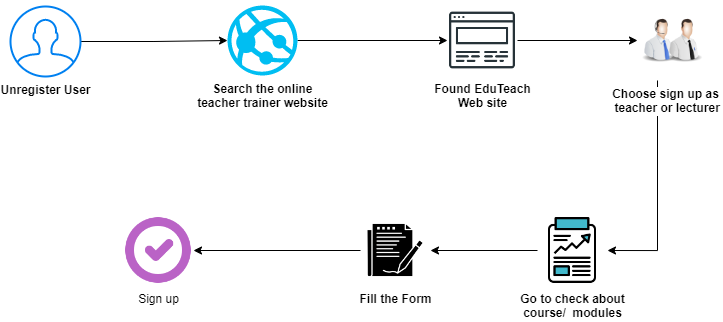 Unregister User
Search the online
teacher trainer website
Found EduTeach
Web site
Choose sign up as
teacher or lecturer
Sign up
Fill the Form
Go to check about
course/ modules